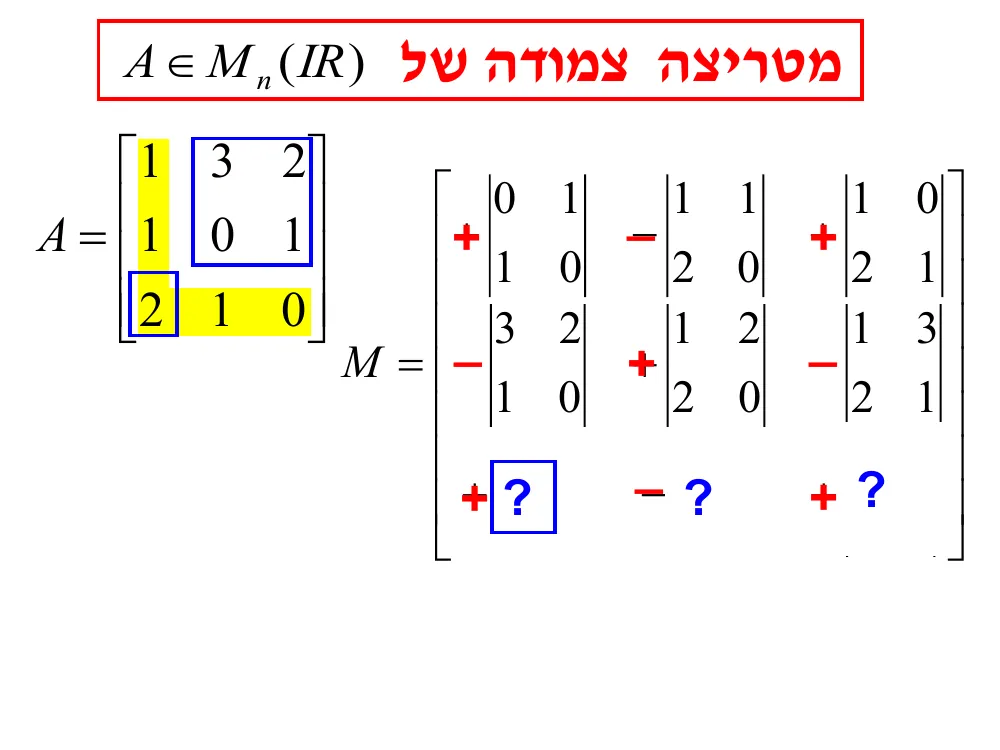 מטריצה צמודה של A ∈ M_n (IR)
A = [1 3 2
1 0 1
2 1 0]
M = [+ |0 1| − |1 1| + |1 0|
|1 0| |2 0| |2 1|
− |3 2| + |1 2| − |1 3|
|1 0| |2 0| |2 1|
+ ? − ? + ?]